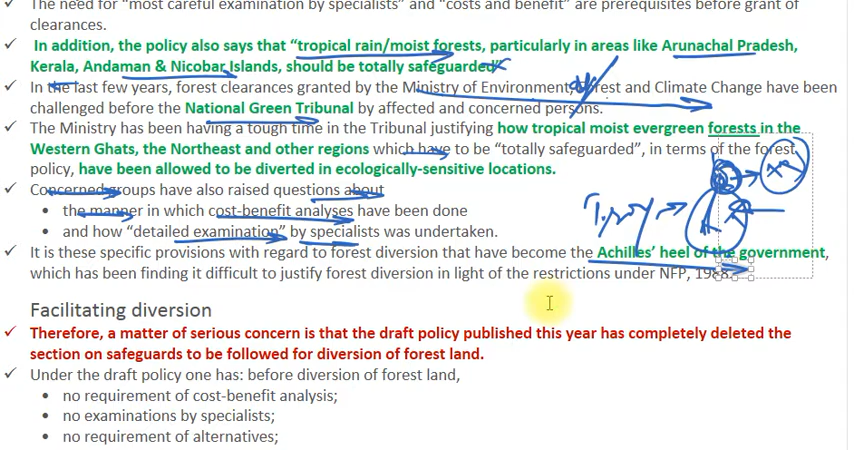 ✓ The need for "most careful examination by specialists" and "costs and benefit" are prerequisites before grant of
clearances.
✓ In addition, the policy also says that "tropical rain/moist forests, particularly in areas like Arunachal Pradesh,
Kerala, Andaman & Nicobar Islands, should be totally safeguarded"
✓ In the last few years, forest clearances granted by the Ministry of Environment, Forest and Climate Change have been
challenged before the National Green Tribunal by affected and concerned persons.
✓ The Ministry has been having a tough time in the Tribunal justifying how tropical moist evergreen forests in the
Western Ghats, the Northeast and other regions which have to be "totally safeguarded", in terms of the forest
policy, have been allowed to be diverted in ecologically-sensitive locations.
✓ Concerned groups have also raised questions about
• the manner in which cost-benefit analyses have been done
• and how "detailed examination" by specialists was undertaken.
✓ It is these specific provisions with regard to forest diversion that have become the Achilles' heel of the government,
which has been finding it difficult to justify forest diversion in light of the restrictions under NFP, 1988.
Facilitating diversion
✓ Therefore, a matter of serious concern is that the draft policy published this year has completely deleted the
section on safeguards to be followed for diversion of forest land.
✓ Under the draft policy one has: before diversion of forest land,
• no requirement of cost-benefit analysis;
• no examinations by specialists;
• no requirement of alternatives;